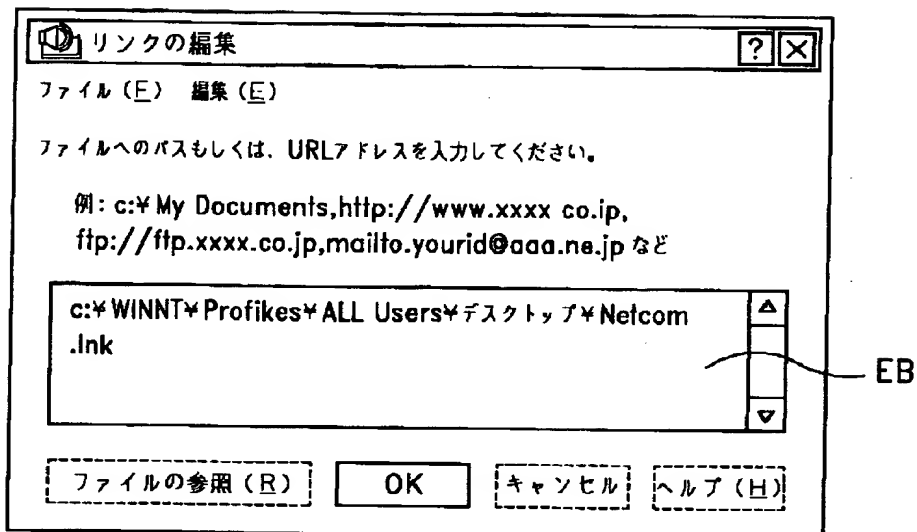 リンクの編集 ? ×
ファイル (F) 編集 (E)
ファイルへのパスもしくは、URLアドレスを入力してください。
例: c:¥My Documents,http://www.xxxx co.ip,
ftp://ftp.xxxx.co.jp,mailto.yourid@aaa.ne.jp など
c:¥WINNT¥Profikes¥ALL Users¥デスクトップ¥Netcom
.lnk
EB
ファイルの参照 (R) OK キャンセル ヘルプ (H)